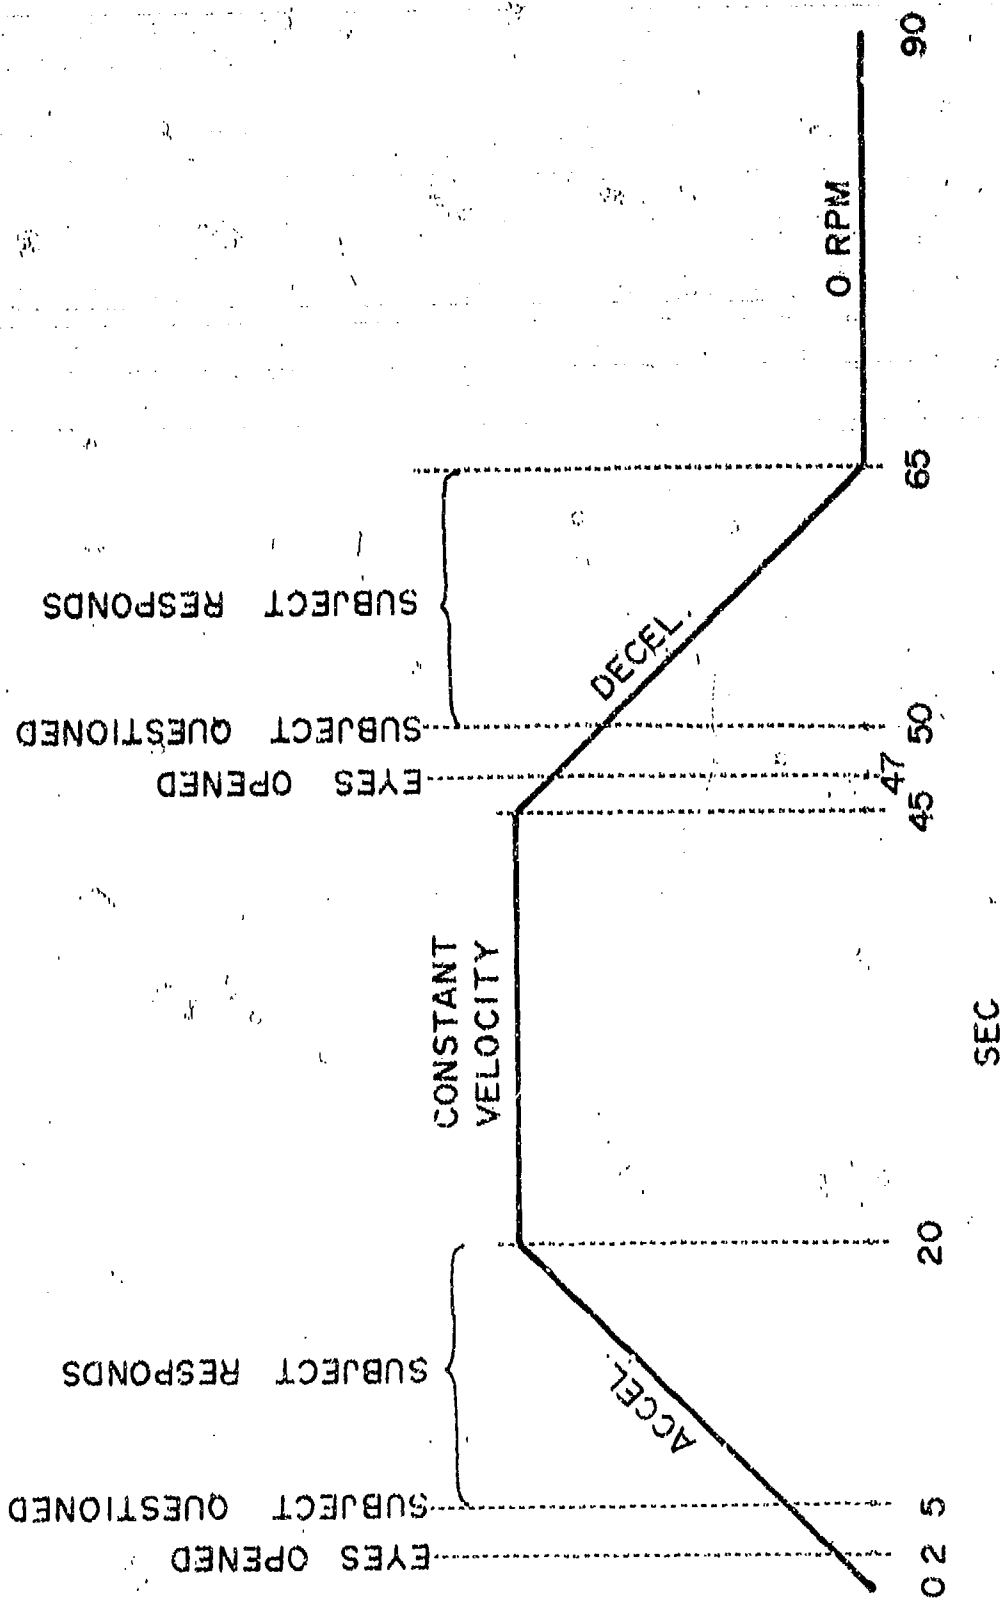 EYES OPENED
SUBJECT QUESTIONED
SUBJECT RESPONDS
EYES OPENED
SUBJECT QUESTIONED
SUBJECT RESPONDS
CONSTANT
VELOCITY
ACCEL.
DECEL.
0 RPM
0 2 5 20 45 47 50 65 90
SEC